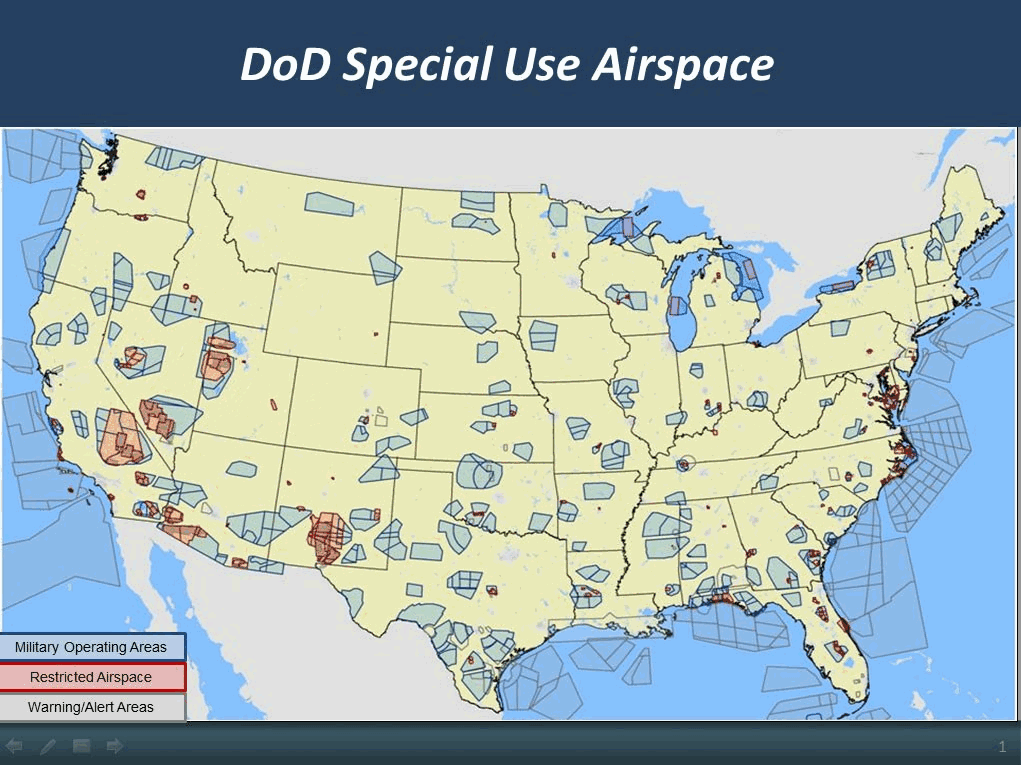 DoD Special Use Airspace
Military Operating Areas
Restricted Airspace
Warning/Alert Areas
1